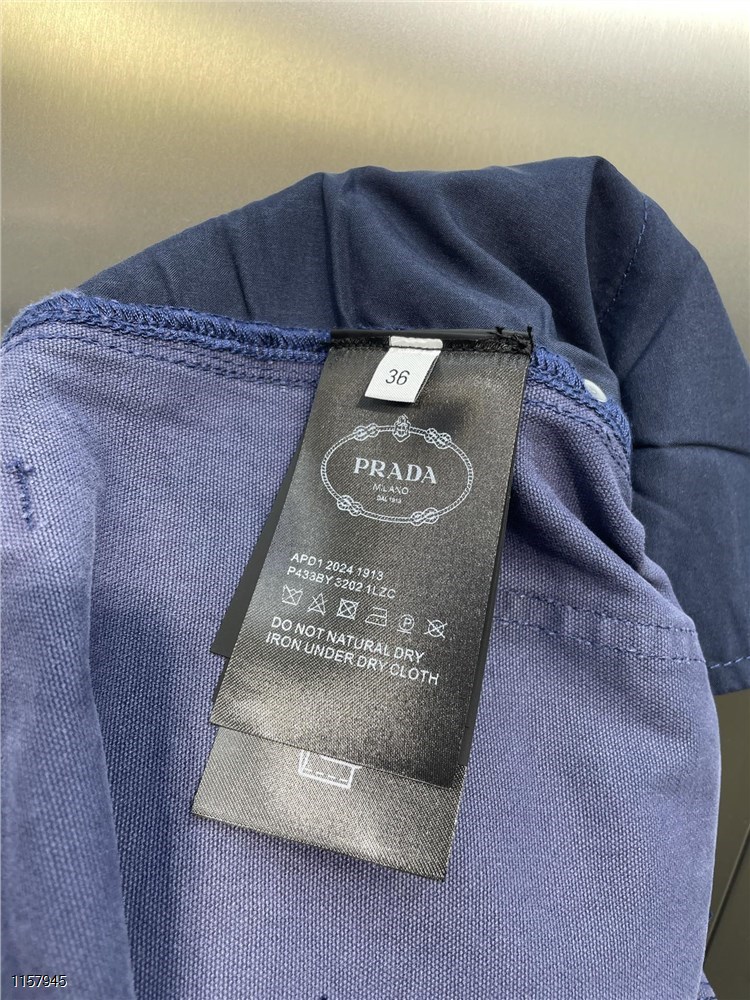 36
PRADA
MILANO
DAL 1913
APD1 2024 1913
P433BY 3202 1LZC
P
DO NOT NATURAL DRY
IRON UNDER DRY CLOTH
1157945